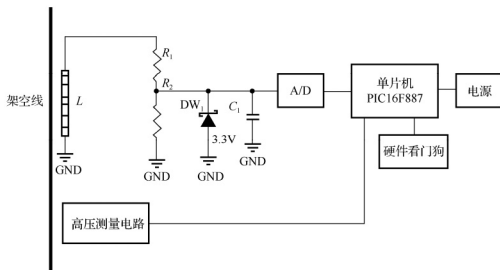 架空线
L
GND
R1
R2
GND
DW1
3.3V
GND
C1
GND
A/D
单片机
PIC16F887
电源
硬件看门狗
高压测量电路